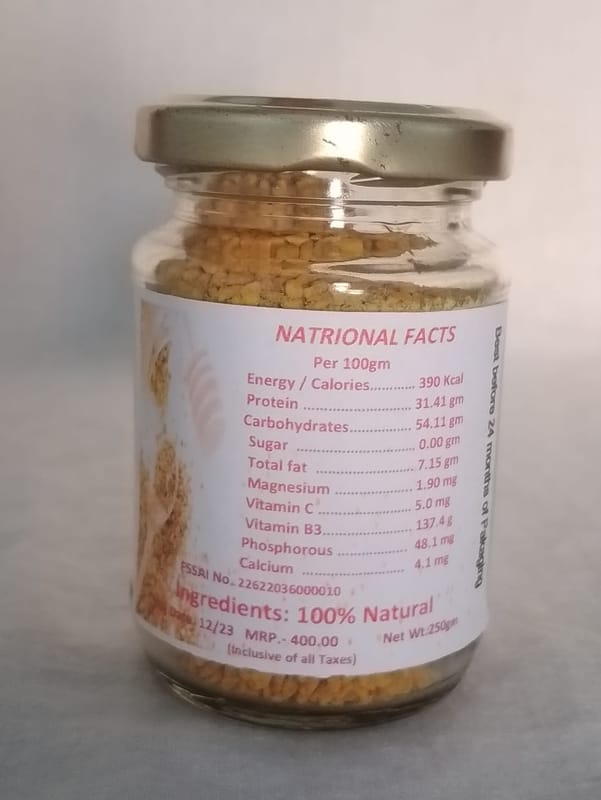 NATRIONAL FACTS
Per 100gm
Energy / Calories............ 390 Kcal
Protein .............................. 31.41 gm
Carbohydrates................. 54.11 gm
Sugar ............................... 0.00 gm
Total fat ........................... 7.15 gm
Magnesium ..................... 1.90 mg
Vitamin C ......................... 5.0 mg
Vitamin B3....................... 137.4 g
Phosphorous .................. 48.1 mg
Calcium ........................... 4.1 mg
FSSAI No. 22622036000010
Ingredients: 100% Natural
Date: 12/23 MRP.- 400.00 Net Wt.250gm
(Inclusive of all Taxes)
Best before 24 months of Pakaging